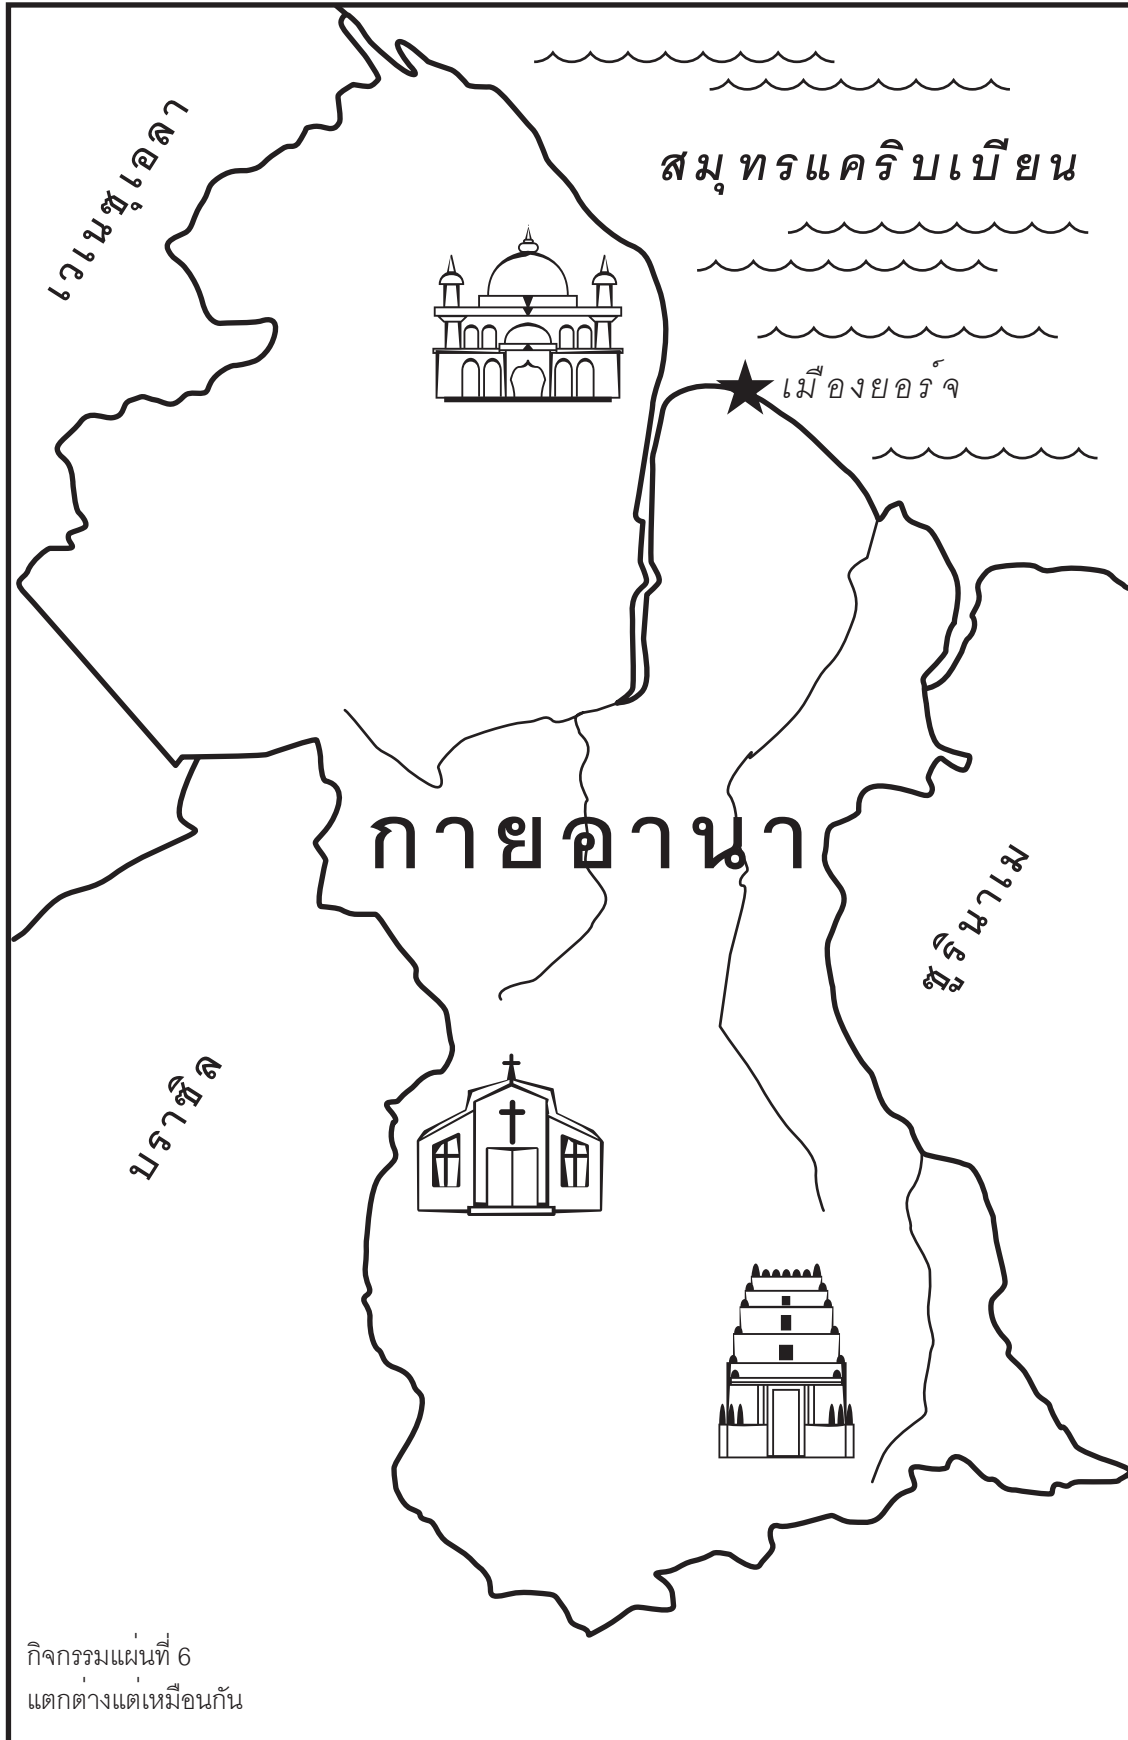 เวเนซุเอลา
สมุทรแคริบเบียน
เมืองยอร์จ
กายอานา
ซูรินาเม
บราซิล
กิจกรรมแผ่นที่ 6
แตกต่างแต่เหมือนกัน